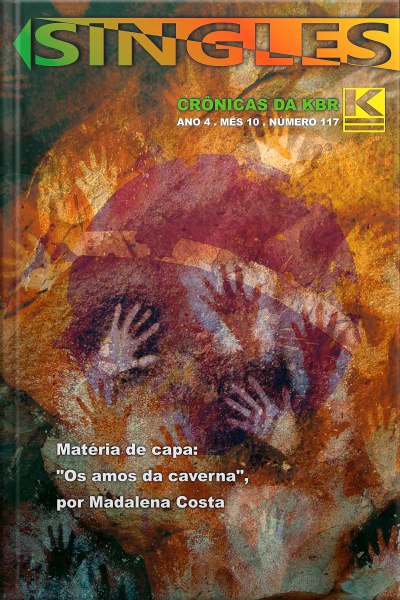 SINGLES
CRÔNICAS DA KBR
K
ANO 4 . MÊS 10 . NÚMERO 117
Matéria de capa:
"Os amos da caverna",
por Madalena Costa